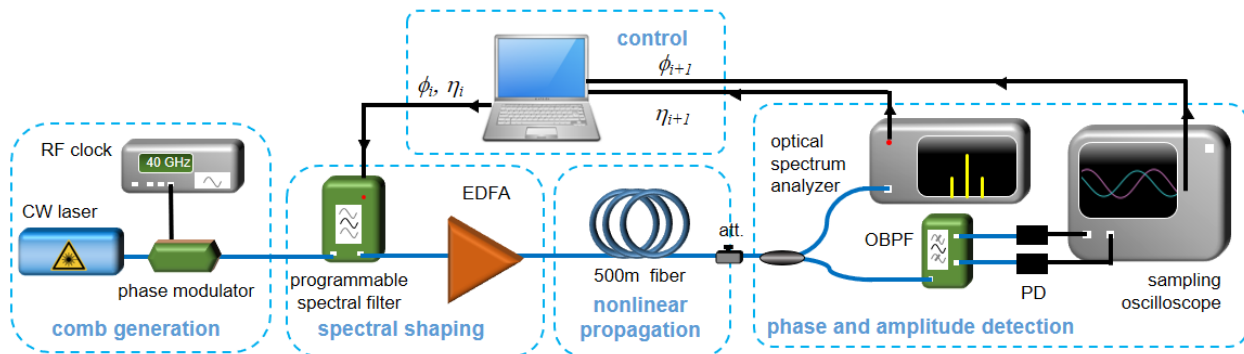 control
ϕi, ηi
ϕi+1
ηi+1
RF clock
40 GHz
CW laser
phase modulator
comb generation
EDFA
programmable
spectral filter
spectral shaping
500m fiber
nonlinear
propagation
att.
optical
spectrum
analyzer
OBPF
PD
sampling
oscilloscope
phase and amplitude detection